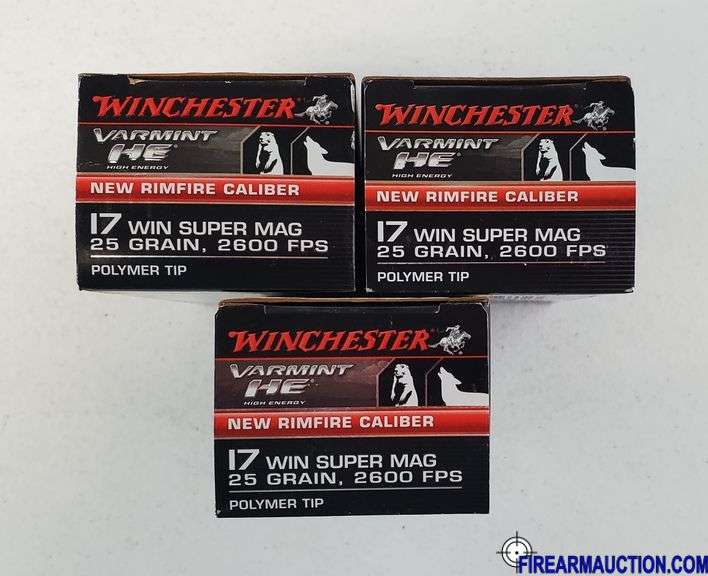 WINCHESTER
VARMINT
HE
HIGH ENERGY
NEW RIMFIRE CALIBER
17 WIN SUPER MAG
25 GRAIN, 2600 FPS
POLYMER TIP
WINCHESTER
VARMINT
HE
HIGH ENERGY
NEW RIMFIRE CALIBER
17 WIN SUPER MAG
25 GRAIN, 2600 FPS
POLYMER TIP
WINCHESTER
VARMINT
HE
HIGH ENERGY
NEW RIMFIRE CALIBER
17 WIN SUPER MAG
25 GRAIN, 2600 FPS
POLYMER TIP
FIREARMAUCTION.COM